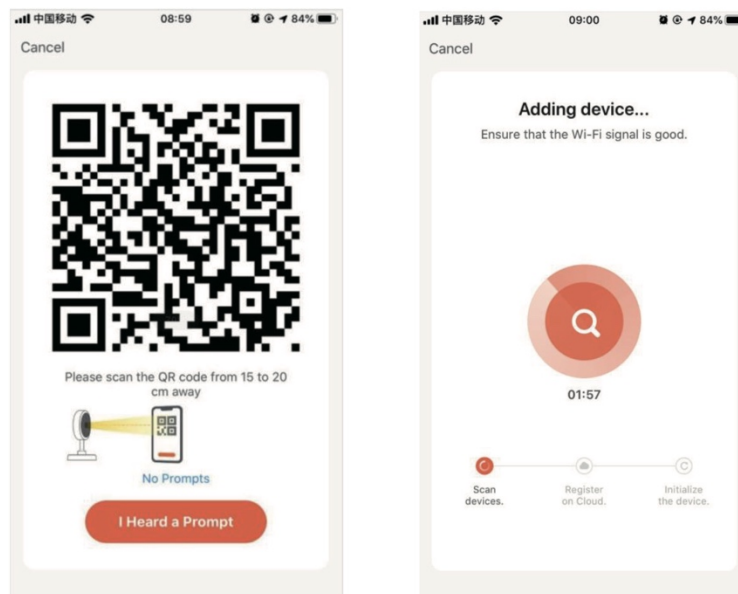 中国移动 08:59 84%
Cancel
Please scan the QR code from 15 to 20
cm away
No Prompts
I Heard a Prompt
中国移动 09:00 84%
Cancel
Adding device...
Ensure that the Wi-Fi signal is good.
01:57
Scan
devices.
Register
on Cloud.
Initialize
the device.